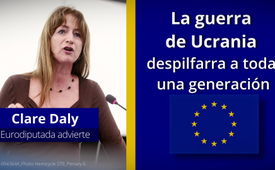 La guerra
de Ucrania
despilfarra a toda
una generación
Clare Daly
Eurodiputada advierte